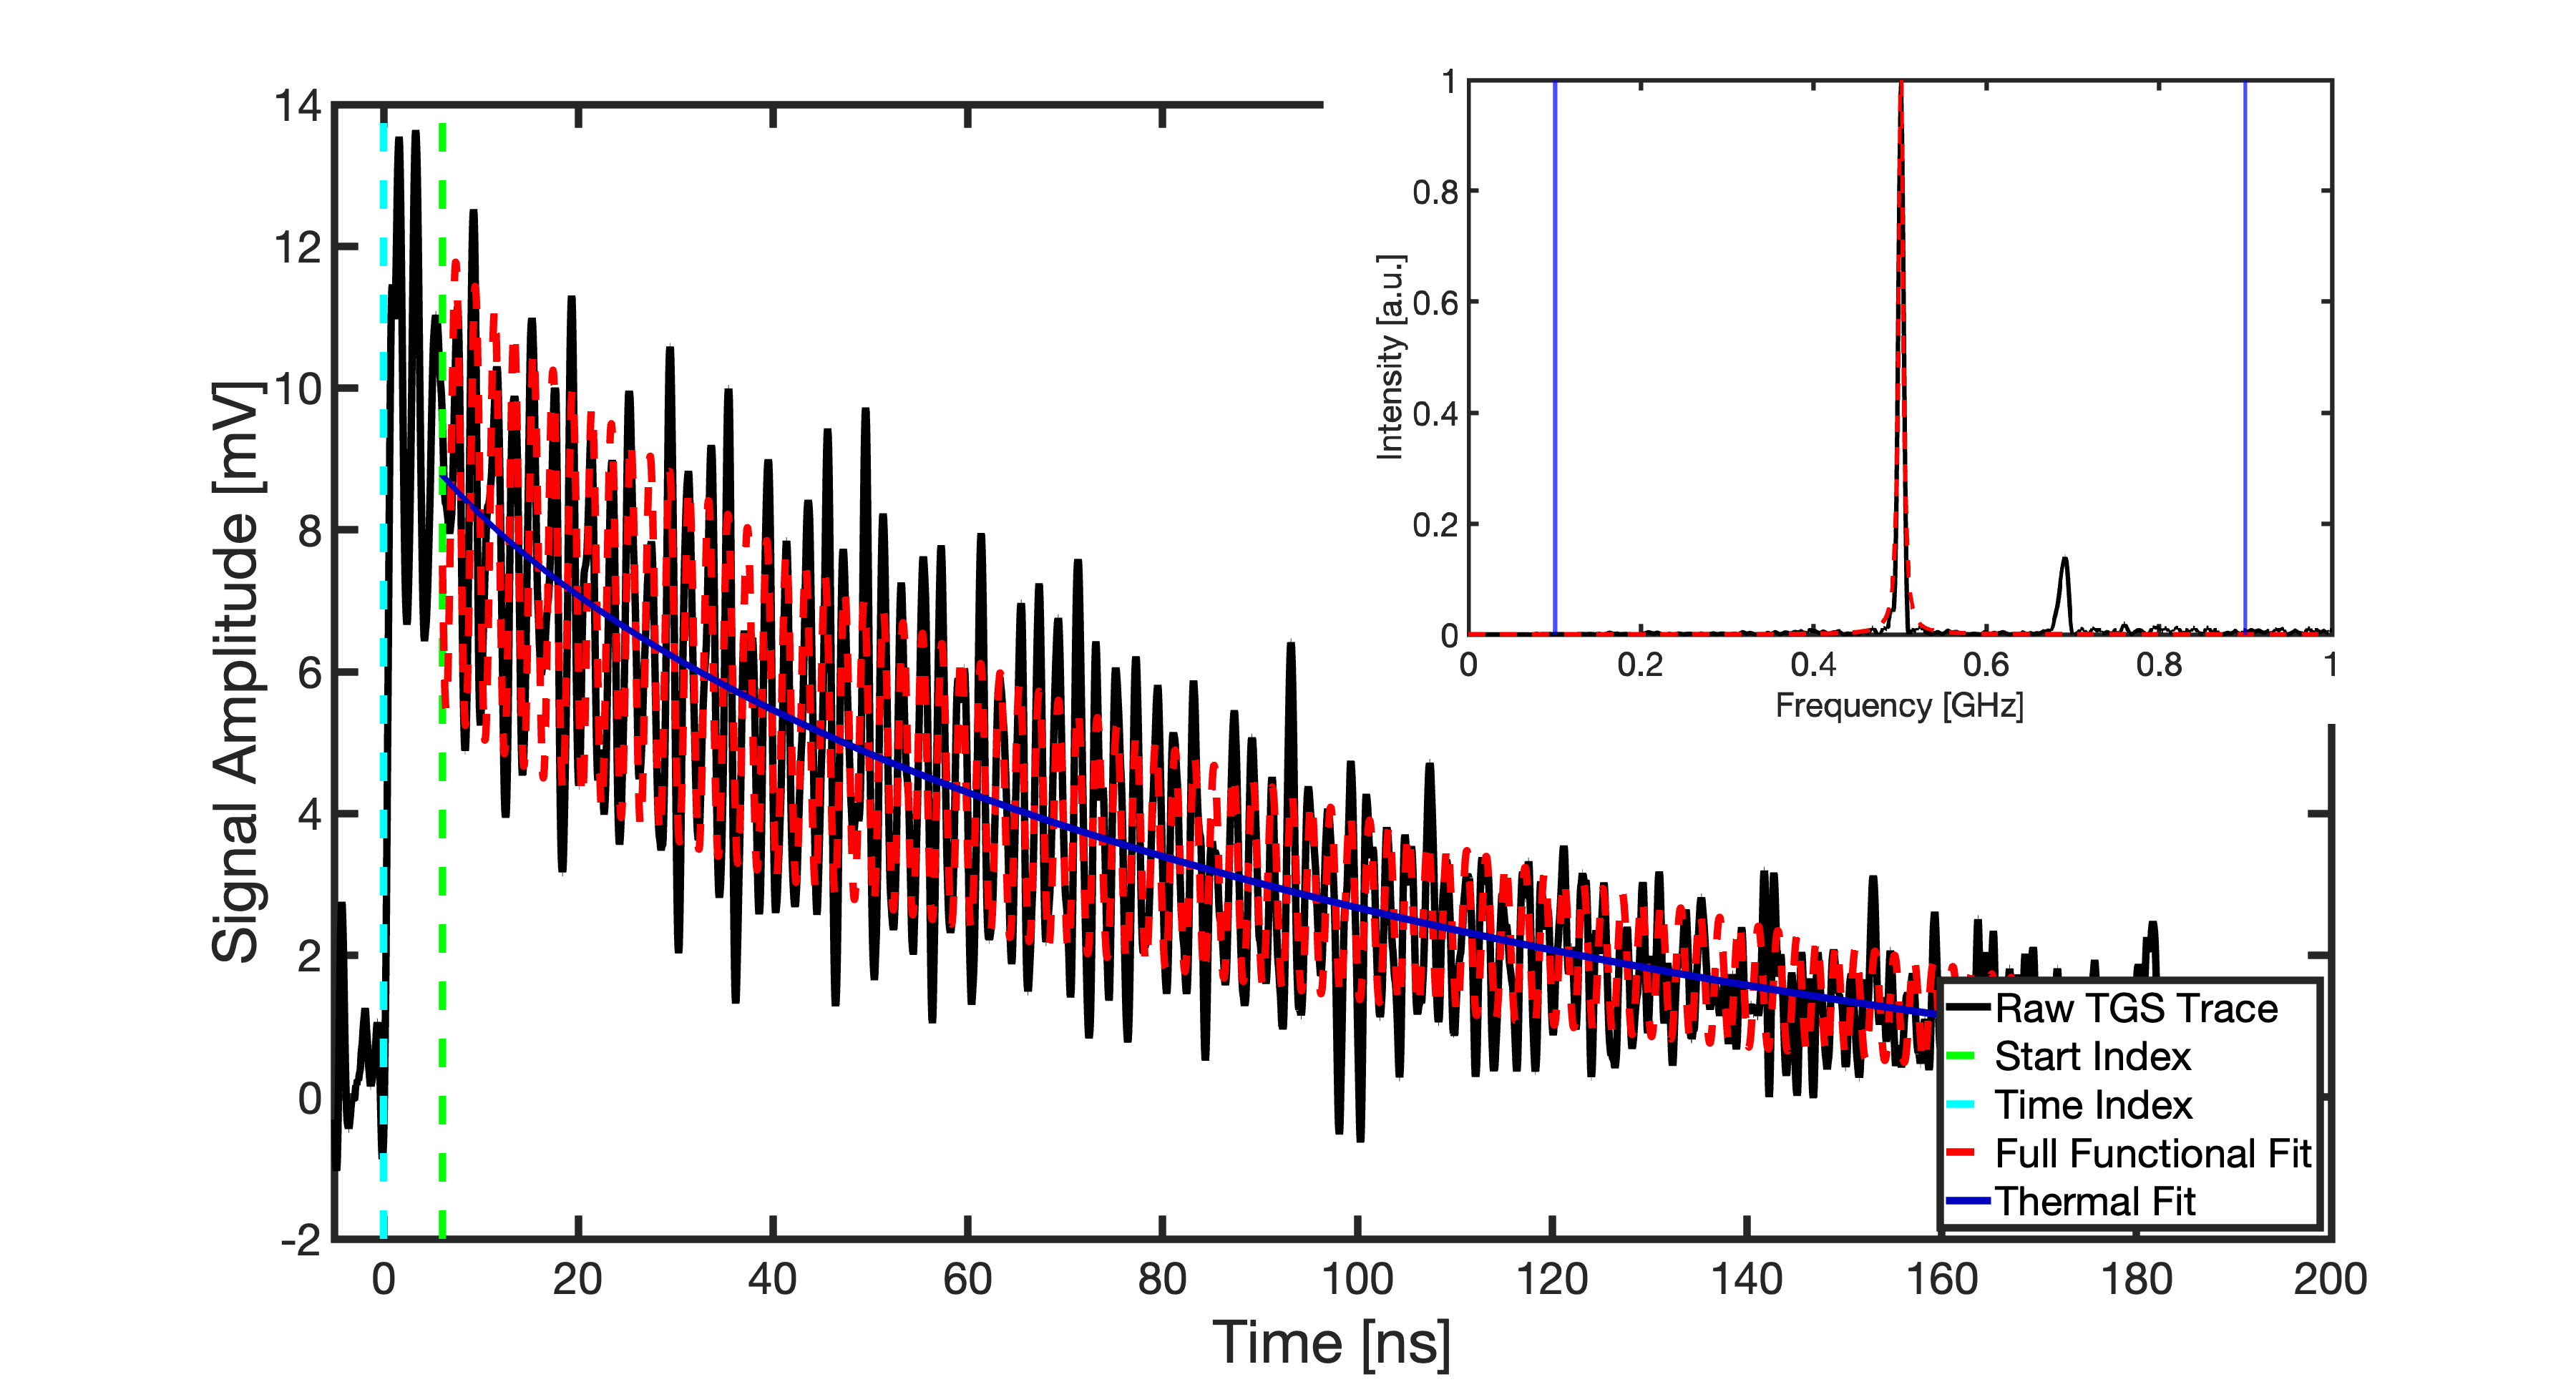 14
12
10
8
6
4
2
0
-2
Signal Amplitude [mV]
0 20 40 60 80 100 120 140 160 180 200
Time [ns]
1
0.8
0.6
0.4
0.2
0
Intensity [a.u.]
0 0.2 0.4 0.6 0.8 1
Frequency [GHz]
Raw TGS Trace
Start Index
Time Index
Full Functional Fit
Thermal Fit